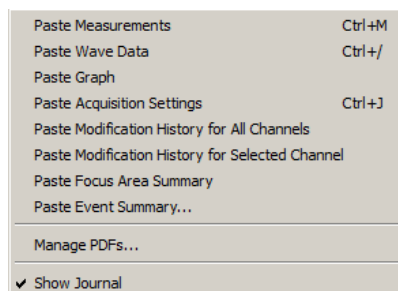 Paste Measurements Ctrl+M
Paste Wave Data Ctrl+/
Paste Graph
Paste Acquisition Settings Ctrl+J
Paste Modification History for All Channels
Paste Modification History for Selected Channel
Paste Focus Area Summary
Paste Event Summary...
Manage PDFs...
Show Journal